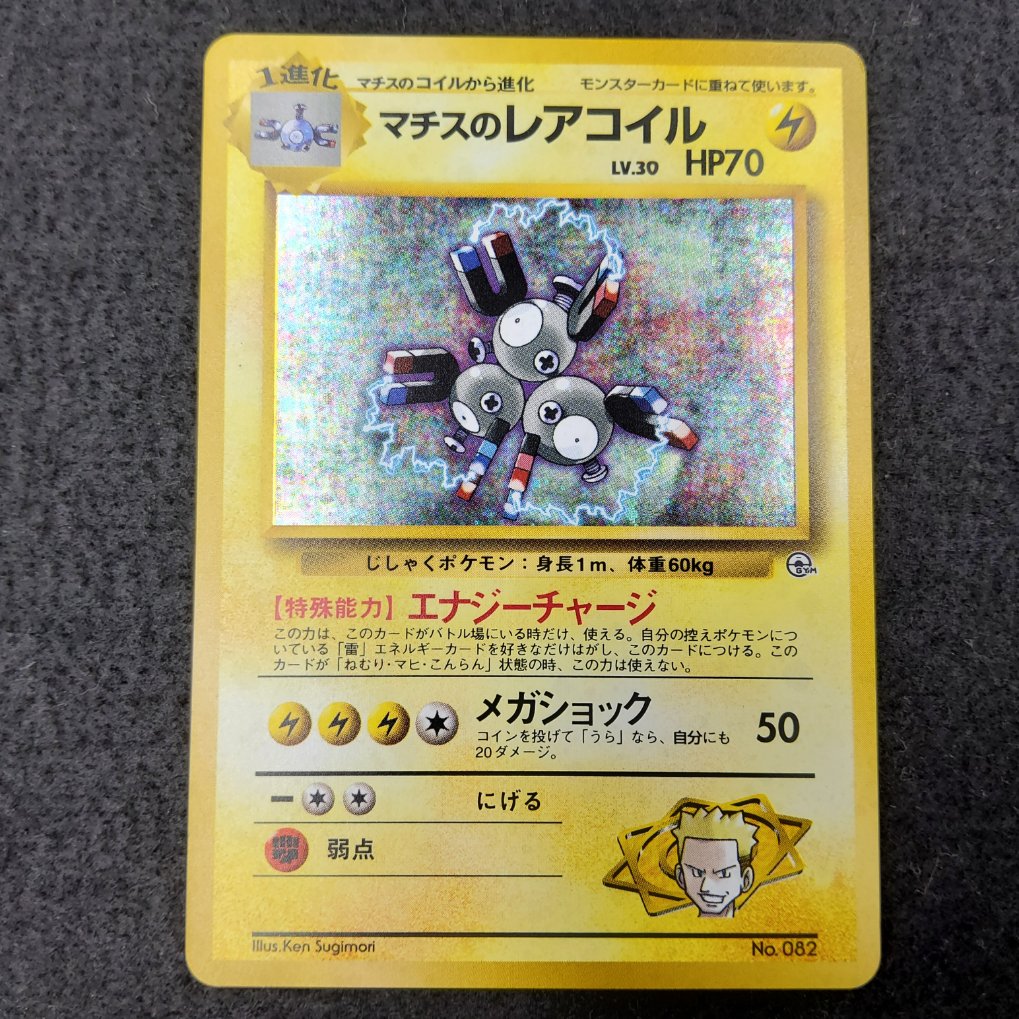 1進化
マチスのコイルから進化
モンスターカードに重ねて使います。
マチスのレアコイル
LV.30 HP70
じしゃくポケモン:身長1m、体重60kg
GYM
【特殊能力】エナジーチャージ
この力は、このカードがバトル場にいる時だけ、使える。自分の控えポケモンにつ
いている「雷」エネルギーカードを好きなだけはがし、このカードにつける。この
カードが「ねむり・マヒ・こんらん」状態の時、この力は使えない。
メガショック 50
コインを投げて「うら」なら、自分にも
20ダメージ。
にげる
弱点
Illus.Ken Sugimori
No. 082